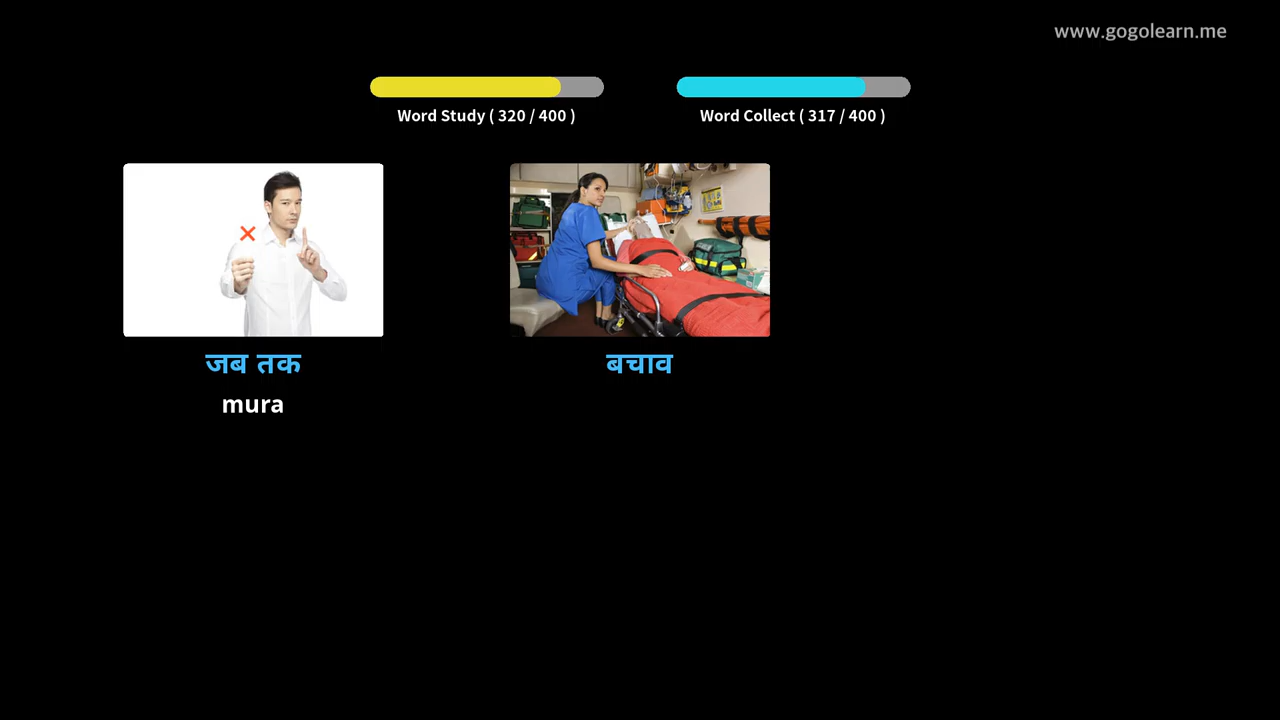 www.gogolearn.me
Word Study ( 320 / 400 )
Word Collect ( 317 / 400 )
जब तक
बचाव
mura